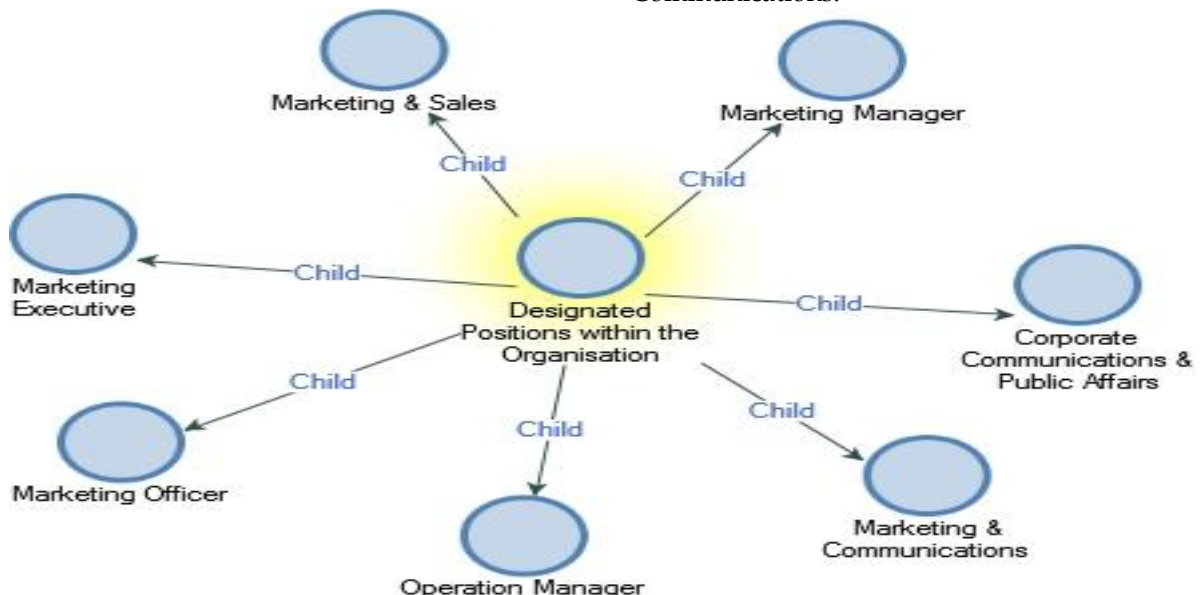 Communications.
Marketing & Sales
Marketing Manager
Child
Child
Marketing
Executive
Child
Designated
Positions within the
Organisation
Child
Corporate
Communications &
Public Affairs
Child
Child
Child
Marketing Officer
Marketing &
Communications
Operation Manager